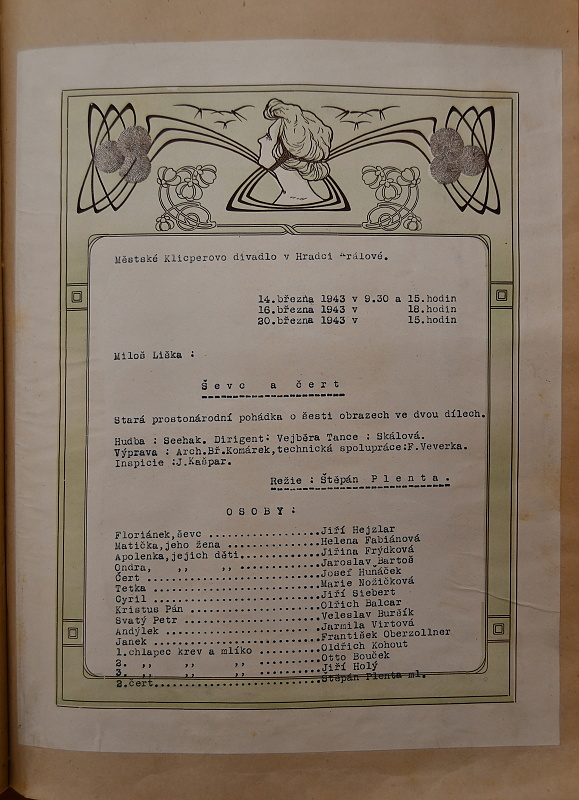 Městské Klicperovo divadlo v Hradci Králové.
14.března 1943 v 9.30 a 15.hodin
16.března 1943 v 18.hodin
20.března 1943 v 15.hodin
Miloš Liška :
Ševc a čert
Stará prostonárodní pohádka o šesti obrazech ve dvou dílech.
Hudba : Seehak. Dirigent: Vejběra Tance : Skálová.
Výprava : Arch.Bř.Komárek,technická spolupráce:F.Veverka.
Inspicie :J.Kašpar.
Režie : Štěpán Plenta.
OSOBY:
Floriánek,švec ..................Jiří Hejzlar
Matička,jeho žena ...............Helena Fabiánová
Apolenka,jejich děti.............Jiřina Frýdková
Ondra, ,, ,, .............Jaroslav Bartoš
Čert ............................Josef Hunáček
Tetka ...........................Marie Nožičková
Cyril ...........................Jiří Siebert
Kristus Pán .....................Oldřich Balcar
Svatý Petr ......................Veleslav Buršík
Andýlek .........................Jarmila Virtová
Janek ...........................František Oberzollner
1.chlapec krev a mlíko ..........Oldřich Kohout
2. ,, ,, ,, ..........Otto Bouček
3. ,, ,, ,, ..........Jiří Holý
2.čert...........................Štěpán Plenta ml.